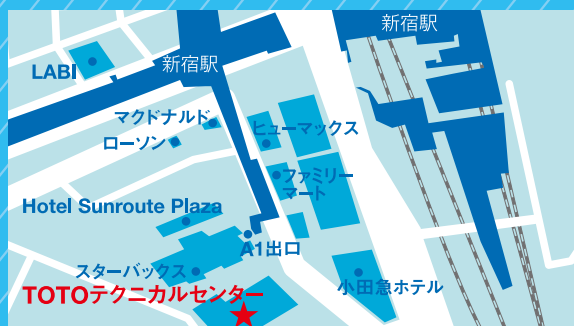 新宿駅
新宿駅
LABI
マクドナルド
ローソン
ヒューマックス
ファミリー
マート
Hotel Sunroute Plaza
A1出口
スターバックス
小田急ホテル
TOTOテクニカルセンター